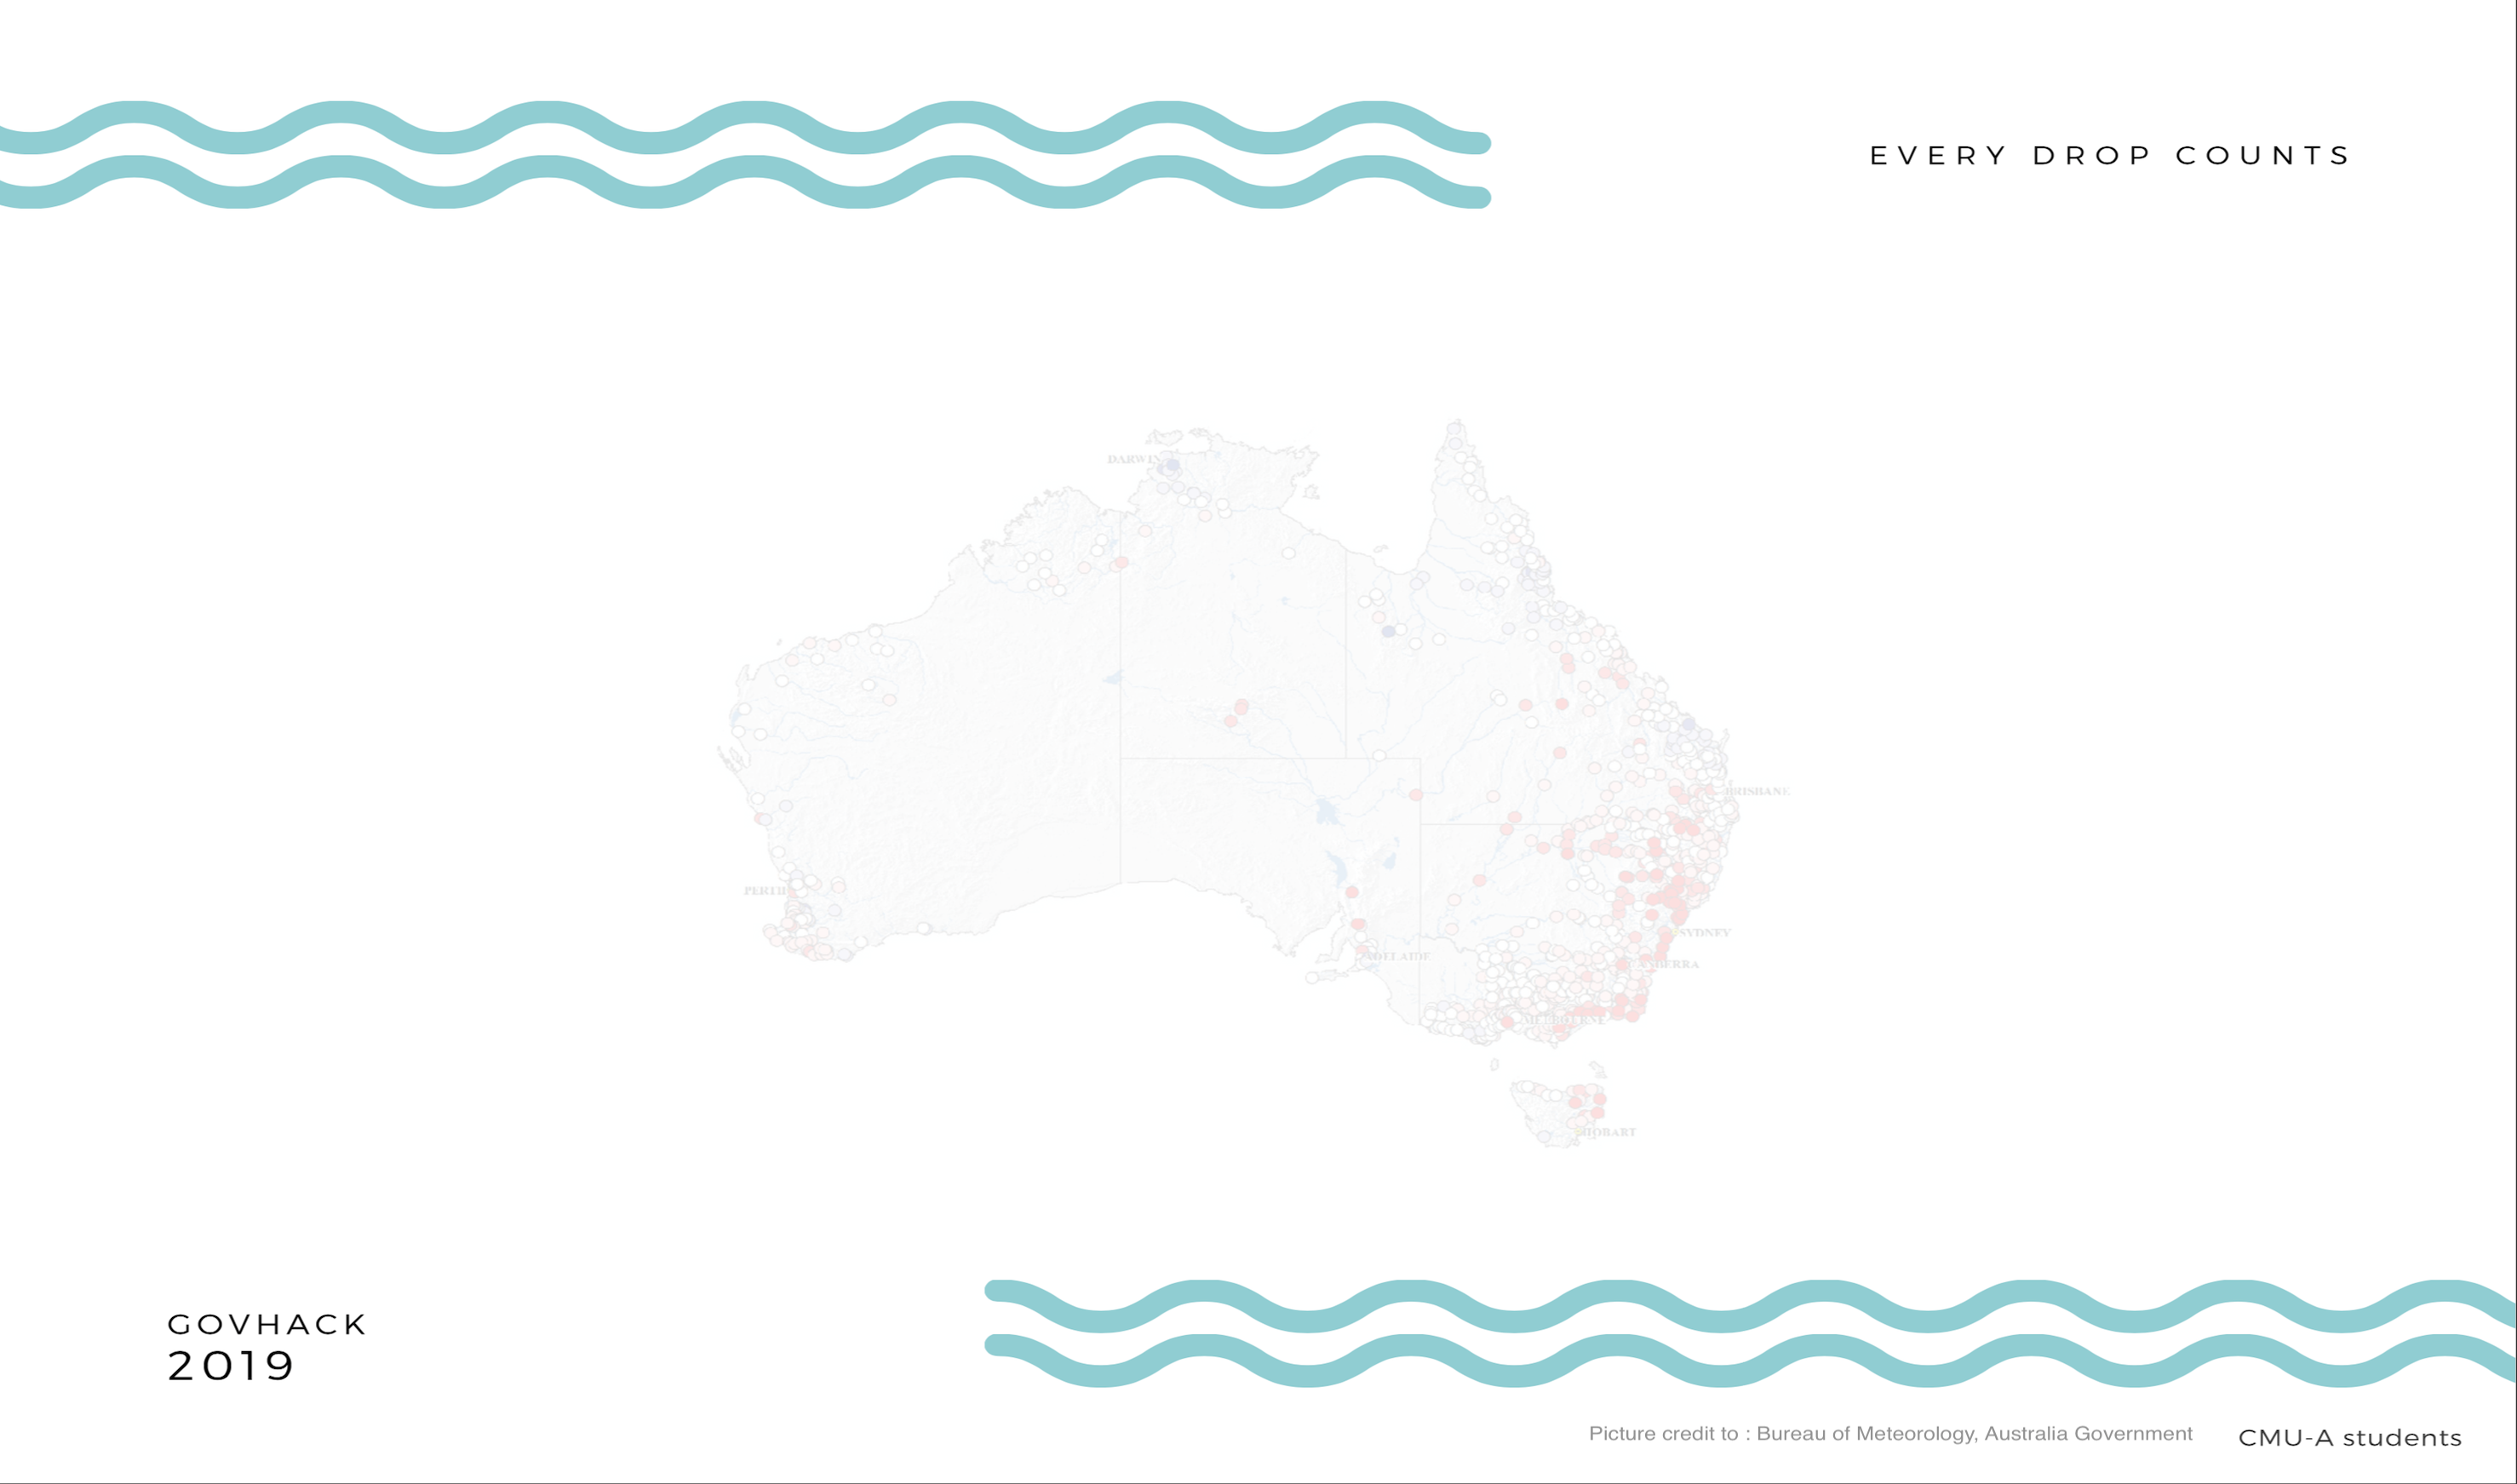 EVERY DROP COUNTS
DARWIN
BRISBANE
PERTH
SYDNEY
ADELAIDE
CANBERRA
MELBOURNE
HOBART
GOVHACK
2019
Picture credit to : Bureau of Meteorology, Australia Government
CMU-A students